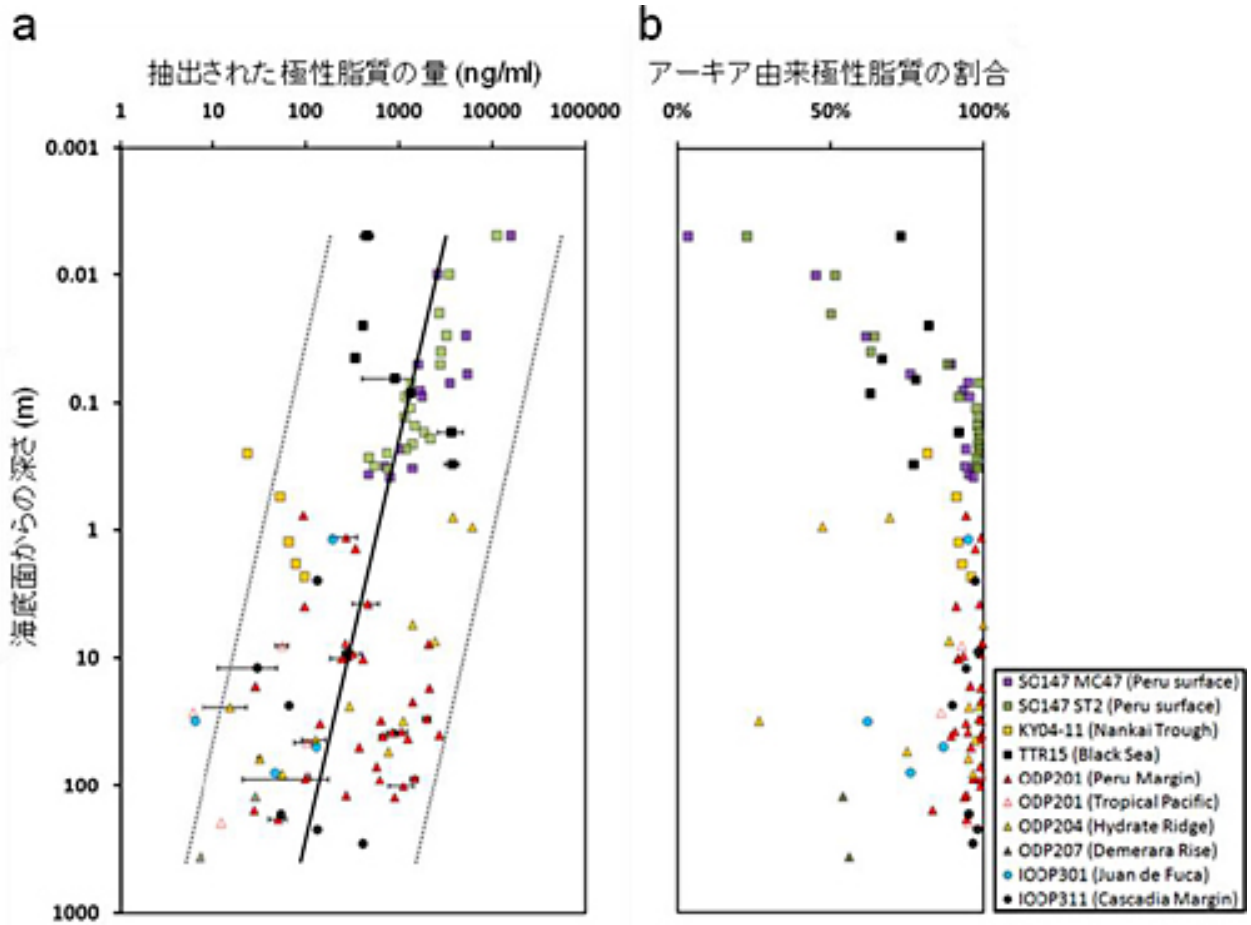 a
抽出された極性脂質の量 (ng/ml)
1 10 100 1000 10000 100000
0.001
0.01
0.1
1
10
100
1000
海底面からの深さ (m)
b
アーキア由来極性脂質の割合
0% 50% 100%
SO147 MC47 (Peru surface)
SO147 ST2 (Peru surface)
KY04-11 (Nankai Trough)
TTR15 (Black Sea)
ODP201 (Peru Margin)
ODP201 (Tropical Pacific)
ODP204 (Hydrate Ridge)
ODP207 (Demerara Rise)
IODP301 (Juan de Fuca)
IODP311 (Cascadia Margin)